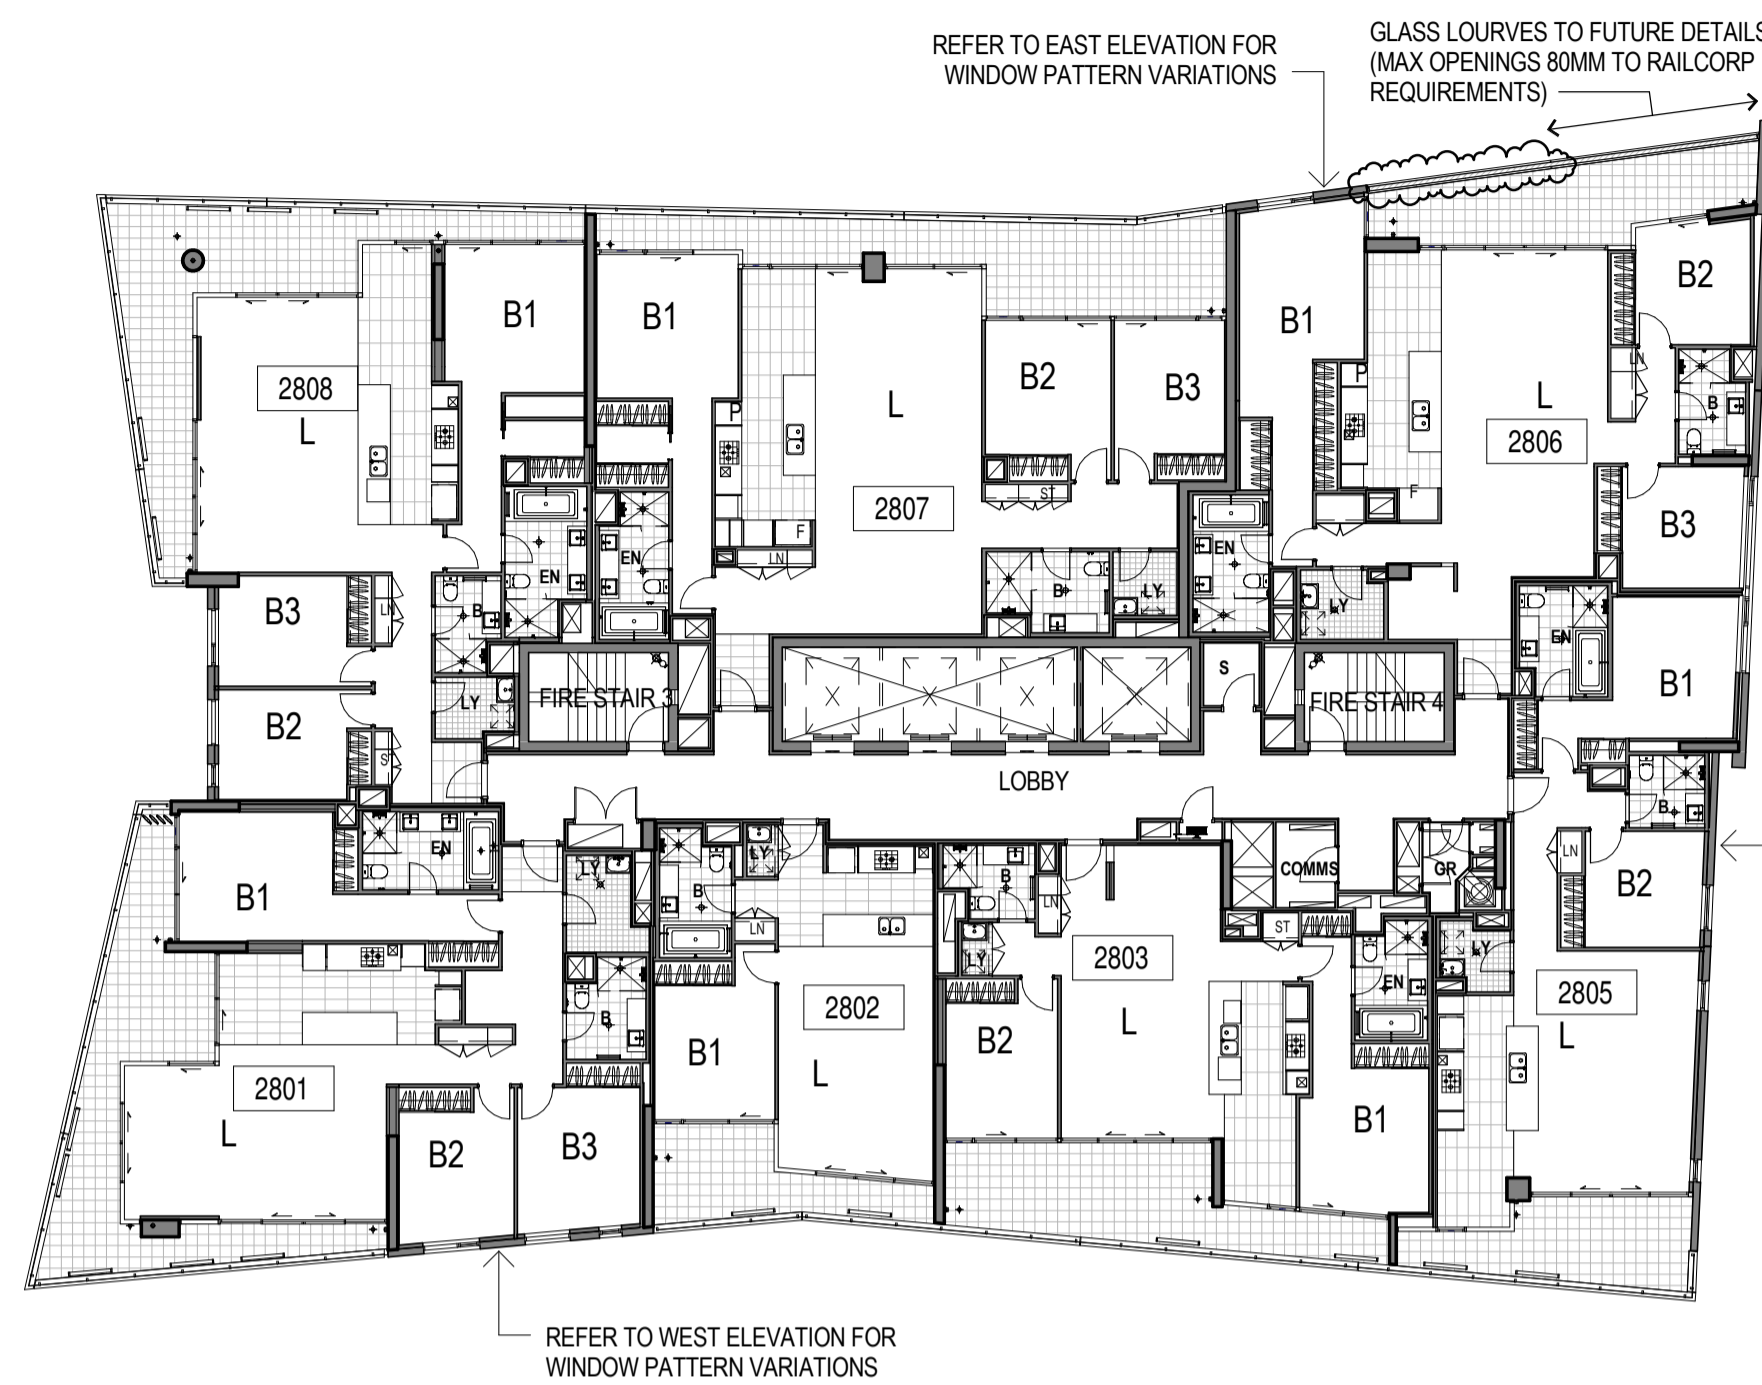 REFER TO EAST ELEVATION FOR
WINDOW PATTERN VARIATIONS
GLASS LOURVES TO FUTURE DETAILS
(MAX OPENINGS 80MM TO RAILCORP
REQUIREMENTS)
B1
2808
L
B1
P
F
LN
L
2807
B2
B3
ST
B1
P
F
L
2806
B2
LN
B
B3
EN
EN
B
B
LY
EN
LY
B3
LN
B2
ST
LY
FIRE STAIR 3
S
FIRE STAIR 4
EN
B1
LOBBY
B
B1
EN
LY
B
LY
B
LN
LN
COMMS
GR
LN
B2
LY
ST
2803
EN
LY
2802
L
B1
B2
L
2805
L
2801
L
B
B2
B3
B1
REFER TO WEST ELEVATION FOR
WINDOW PATTERN VARIATIONS